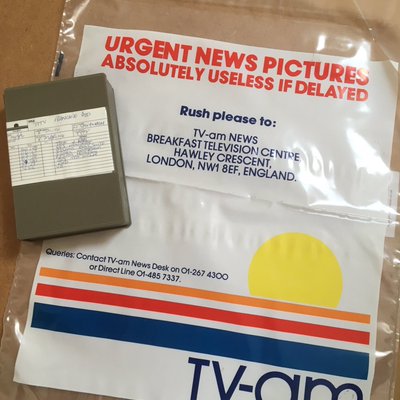 URGENT NEWS PICTURES
ABSOLUTELY USELESS IF DELAYED
Rush please to:
TV-am NEWS
BREAKFAST TELEVISION CENTRE
HAWLEY CRESCENT,
LONDON, NW1 8EF, ENGLAND.
Queries: Contact TV-am News Desk on 01-267 4300
or Direct Line 01-485 7337.
TV-am